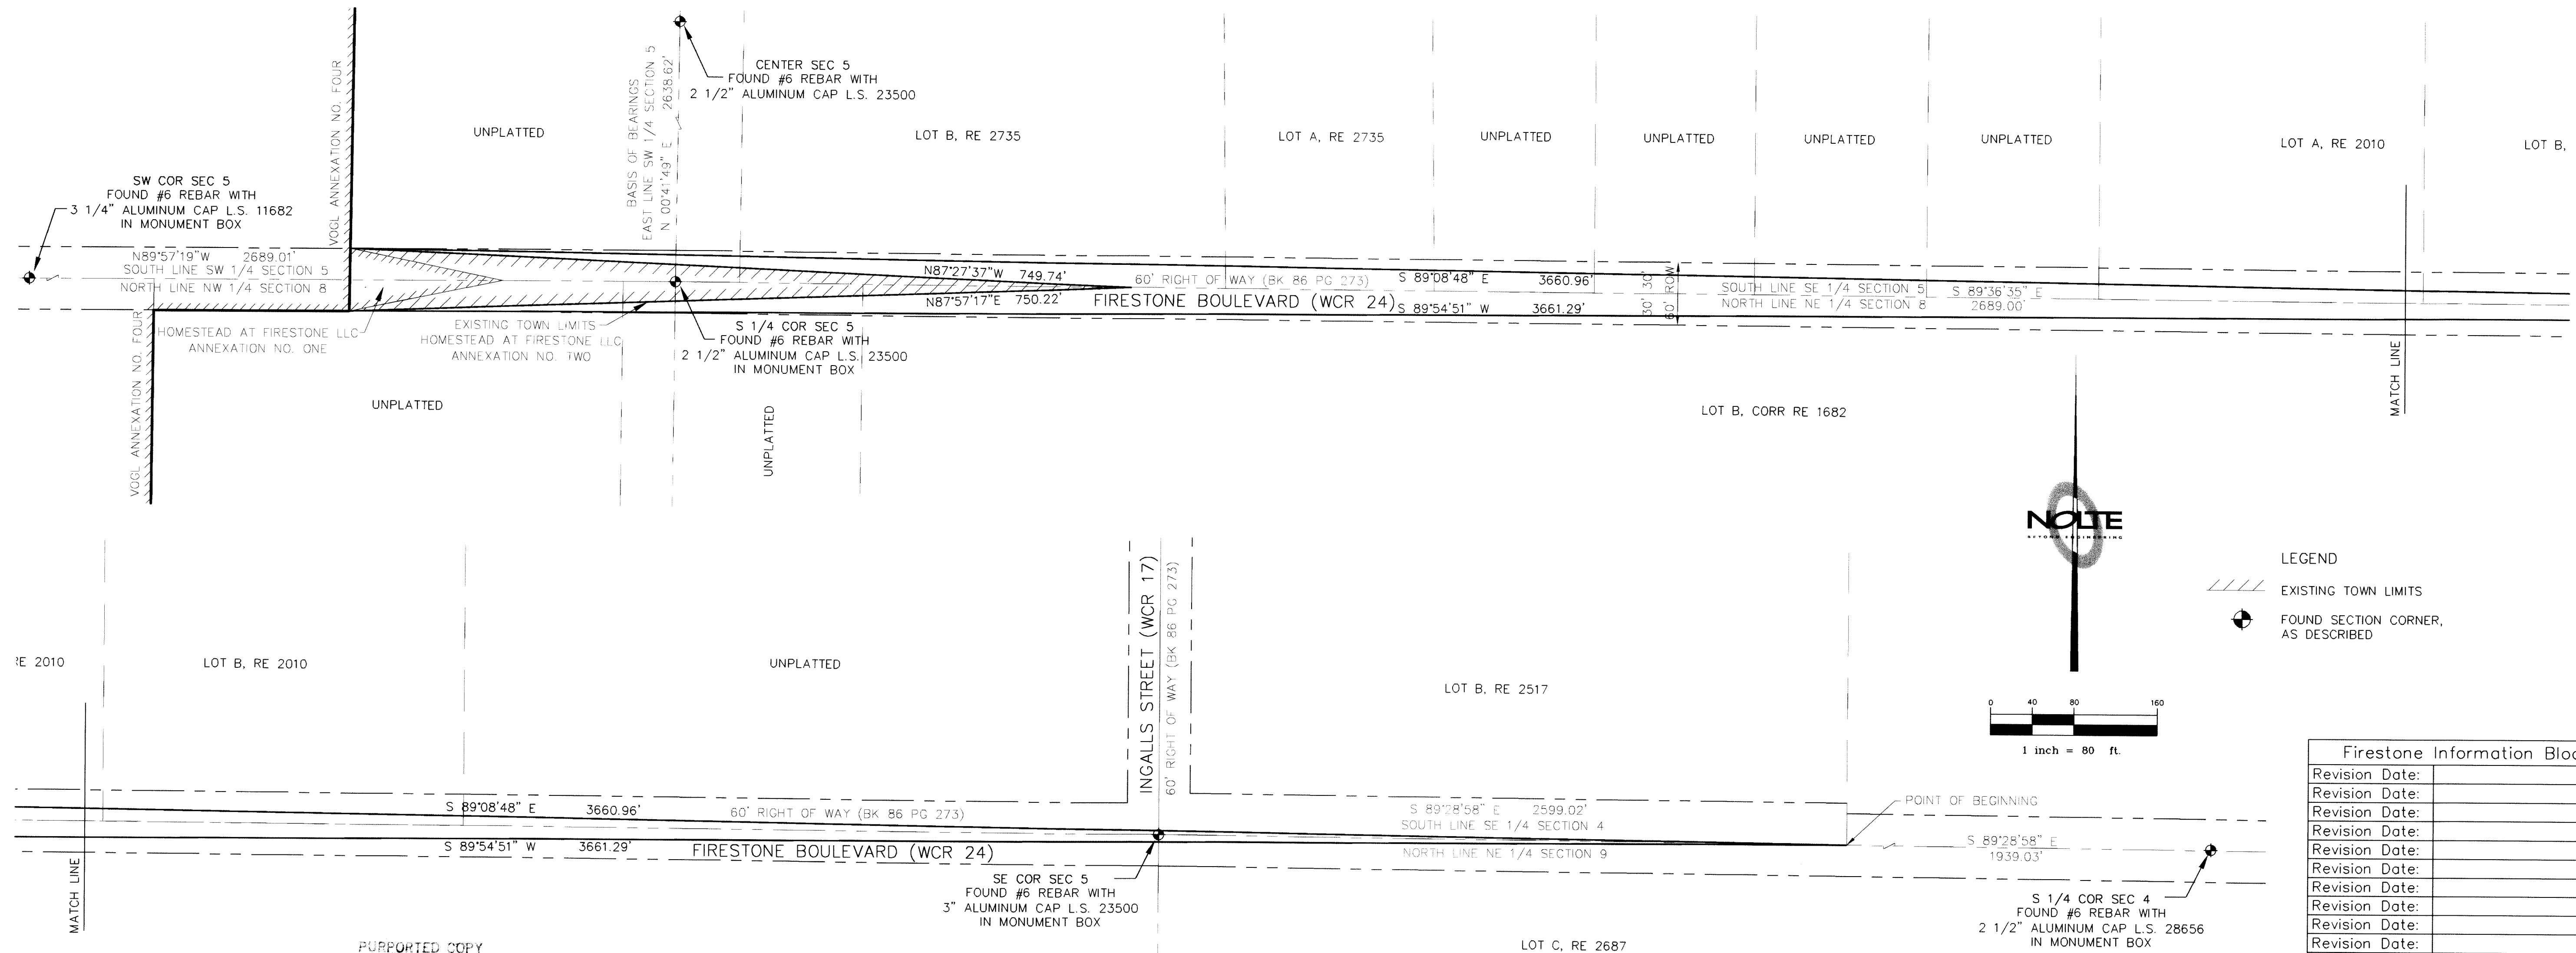 CENTER SEC 5
FOUND #6 REBAR WITH
2 1/2" ALUMINUM CAP L.S. 23500
VOGL ANNEXATION NO. FOUR
UNPLATTED
BASIS OF BEARINGS
EAST LINE SW 1/4 SECTION 5
N 00°41'49" E 2638.62'
LOT B, RE 2735
LOT A, RE 2735
UNPLATTED
UNPLATTED
UNPLATTED
UNPLATTED
LOT A, RE 2010
LOT B,
SW COR SEC 5
FOUND #6 REBAR WITH
3 1/4" ALUMINUM CAP L.S. 11682
IN MONUMENT BOX
N89°57'19"W 2689.01'
SOUTH LINE SW 1/4 SECTION 5
NORTH LINE NW 1/4 SECTION 8
N87°27'37"W 749.74'
60' RIGHT OF WAY (BK 86 PG 273)
S 89°08'48" E 3660.96'
30' 30'
60' ROW
SOUTH LINE SE 1/4 SECTION 5
NORTH LINE NE 1/4 SECTION 8
S 89°36'35" E
2689.00'
N87°57'17"E 750.22'
FIRESTONE BOULEVARD (WCR 24)
S 89°54'51" W 3661.29'
VOGL ANNEXATION NO. FOUR
HOMESTEAD AT FIRESTONE LLC
ANNEXATION NO. ONE
EXISTING TOWN LIMITS
HOMESTEAD AT FIRESTONE LLC
ANNEXATION NO. TWO
S 1/4 COR SEC 5
FOUND #6 REBAR WITH
2 1/2" ALUMINUM CAP L.S. 23500
IN MONUMENT BOX
MATCH LINE
UNPLATTED
UNPLATTED
LOT B, CORR RE 1682
NOLTE
BEYOND ENGINEERING
LEGEND
EXISTING TOWN LIMITS
FOUND SECTION CORNER,
AS DESCRIBED
0 40 80 160
1 inch = 80 ft.
RE 2010
LOT B, RE 2010
UNPLATTED
INGALLS STREET (WCR 17)
60' RIGHT OF WAY (BK 86 PG 273)
LOT B, RE 2517
Firestone Information Bloc
Revision Date:
Revision Date:
Revision Date:
Revision Date:
Revision Date:
Revision Date:
Revision Date:
Revision Date:
Revision Date:
Revision Date:
MATCH LINE
S 89°08'48" E 3660.96'
60' RIGHT OF WAY (BK 86 PG 273)
S 89°28'58" E 2599.02'
SOUTH LINE SE 1/4 SECTION 4
NORTH LINE NE 1/4 SECTION 9
POINT OF BEGINNING
S 89°28'58" E
1939.03'
S 89°54'51" W 3661.29'
FIRESTONE BOULEVARD (WCR 24)
SE COR SEC 5
FOUND #6 REBAR WITH
3" ALUMINUM CAP L.S. 23500
IN MONUMENT BOX
S 1/4 COR SEC 4
FOUND #6 REBAR WITH
2 1/2" ALUMINUM CAP L.S. 28656
IN MONUMENT BOX
PURPORTED COPY
LOT C, RE 2687